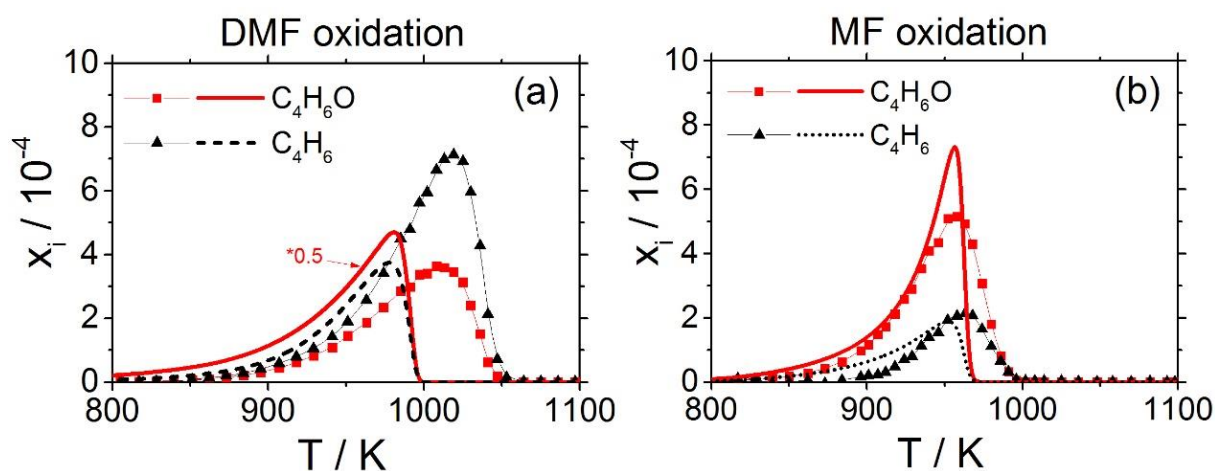 DMF oxidation
x_i / 10^-4
10
8
6
4
2
0
C₄H₆O
C₄H₆
(a)
*0.5
800 900 1000 1100
T / K
MF oxidation
x_i / 10^-4
10
8
6
4
2
0
C₄H₆O
C₄H₆
(b)
800 900 1000 1100
T / K